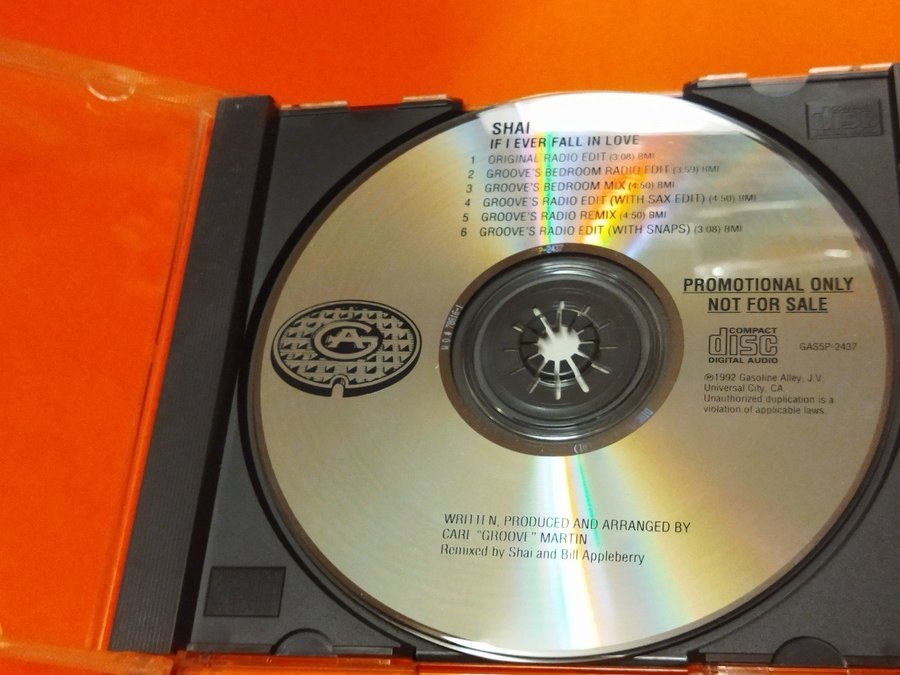 SHAI
IF I EVER FALL IN LOVE
1 ORIGINAL RADIO EDIT (3:08) BMI
2 GROOVE'S BEDROOM RADIO EDIT (3:59) BMI
3 GROOVE'S BEDROOM MIX (4:50) BMI
4 GROOVE'S RADIO EDIT (WITH SAX EDIT) (4:50) BMI
5 GROOVE'S RADIO REMIX (4:50) BMI
6 GROOVE'S RADIO EDIT (WITH SNAPS) (3:08) BMI
GA
PROMOTIONAL ONLY
NOT FOR SALE
COMPACT
disc
DIGITAL AUDIO
GAS5P-2437
℗1992 Gasoline Alley, J.V.
Universal City, CA.
Unauthorized duplication is a
violation of applicable laws.
WRITTEN, PRODUCED AND ARRANGED BY
CARL "GROOVE" MARTIN
Remixed by Shai and Bill Appleberry